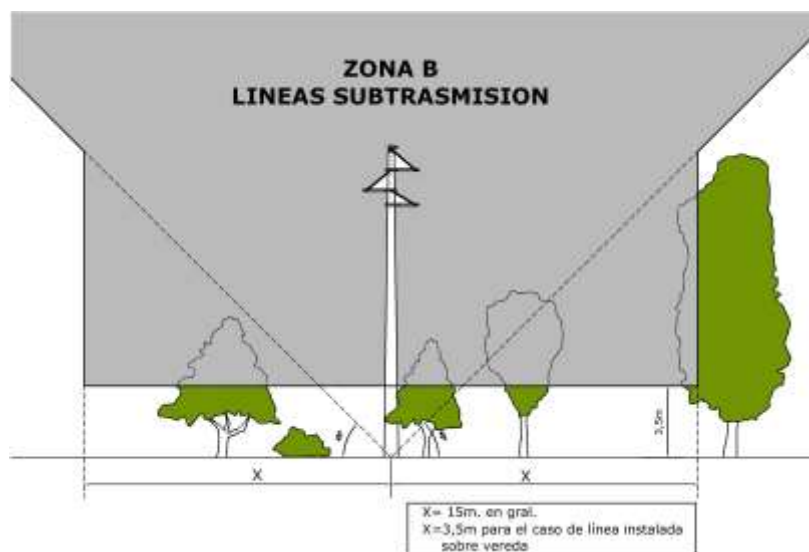 ZONA B
LINEAS SUBTRASMISION
3,5m
X
X
X= 15m. en gral.
X=3,5m para el caso de línea instalada
sobre vereda